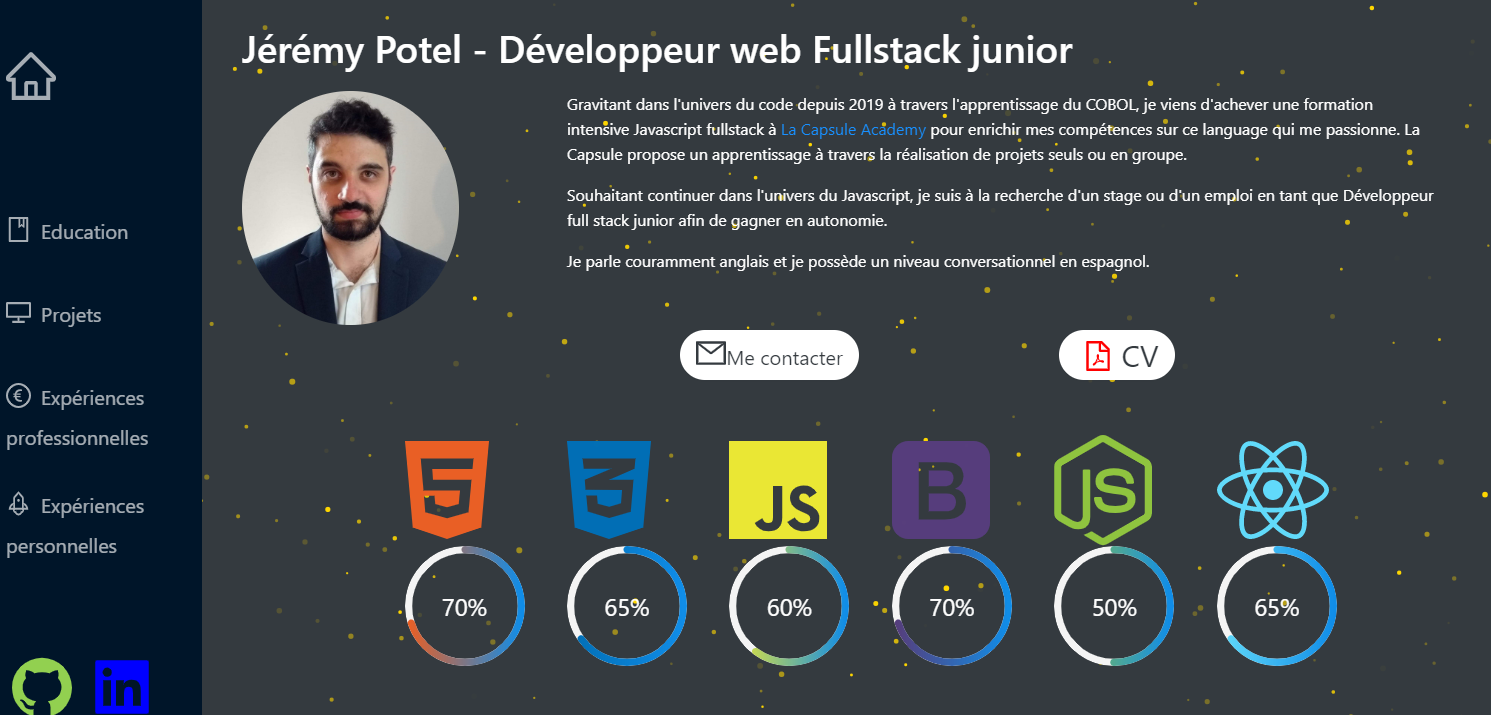 Jérémy Potel - Développeur web Fullstack junior
Gravitant dans l'univers du code depuis 2019 à travers l'apprentissage du COBOL, je viens d'achever une formation
intensive Javascript fullstack à La Capsule Academy pour enrichir mes compétences sur ce language qui me passionne. La
Capsule propose un apprentissage à travers la réalisation de projets seuls ou en groupe.
Souhaitant continuer dans l'univers du Javascript, je suis à la recherche d'un stage ou d'un emploi en tant que Développeur
full stack junior afin de gagner en autonomie.
Je parle couramment anglais et je possède un niveau conversationnel en espagnol.
Education
Projets
Expériences
professionnelles
Expériences
personnelles
Me contacter
CV
5
3
JS
B
JS
70%
65%
60%
70%
50%
65%
in